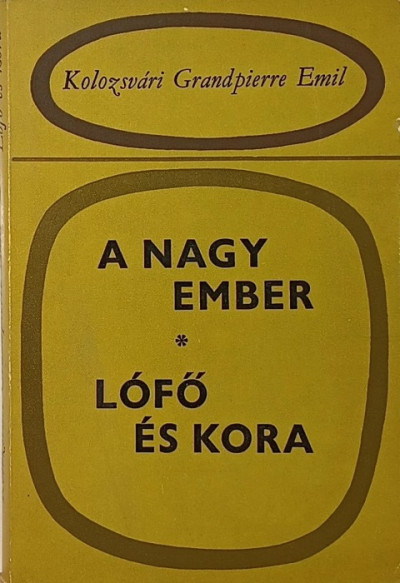 Kolozsvári Grandpierre Emil
A NAGY
EMBER
*
LÓFŐ
ÉS KORA